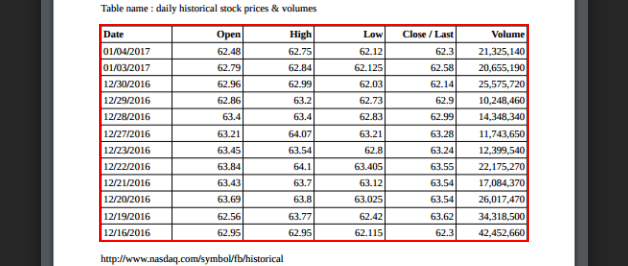 Table name : daily historical stock prices & volumes
Date Open High Low Close / Last Volume
01/04/2017 62.48 62.75 62.12 62.3 21,325,140
01/03/2017 62.79 62.84 62.125 62.58 20,655,190
12/30/2016 62.96 62.99 62.03 62.14 25,575,720
12/29/2016 62.86 63.2 62.73 62.9 10,248,460
12/28/2016 63.4 63.4 62.83 62.99 14,348,340
12/27/2016 63.21 64.07 63.21 63.28 11,743,650
12/23/2016 63.45 63.54 62.8 63.24 12,399,540
12/22/2016 63.84 64.1 63.405 63.55 22,175,270
12/21/2016 63.43 63.7 63.12 63.54 17,084,370
12/20/2016 63.69 63.8 63.025 63.54 26,017,470
12/19/2016 62.56 63.77 62.42 63.62 34,318,500
12/16/2016 62.95 62.95 62.115 62.3 42,452,660
http://www.nasdaq.com/symbol/fb/historical